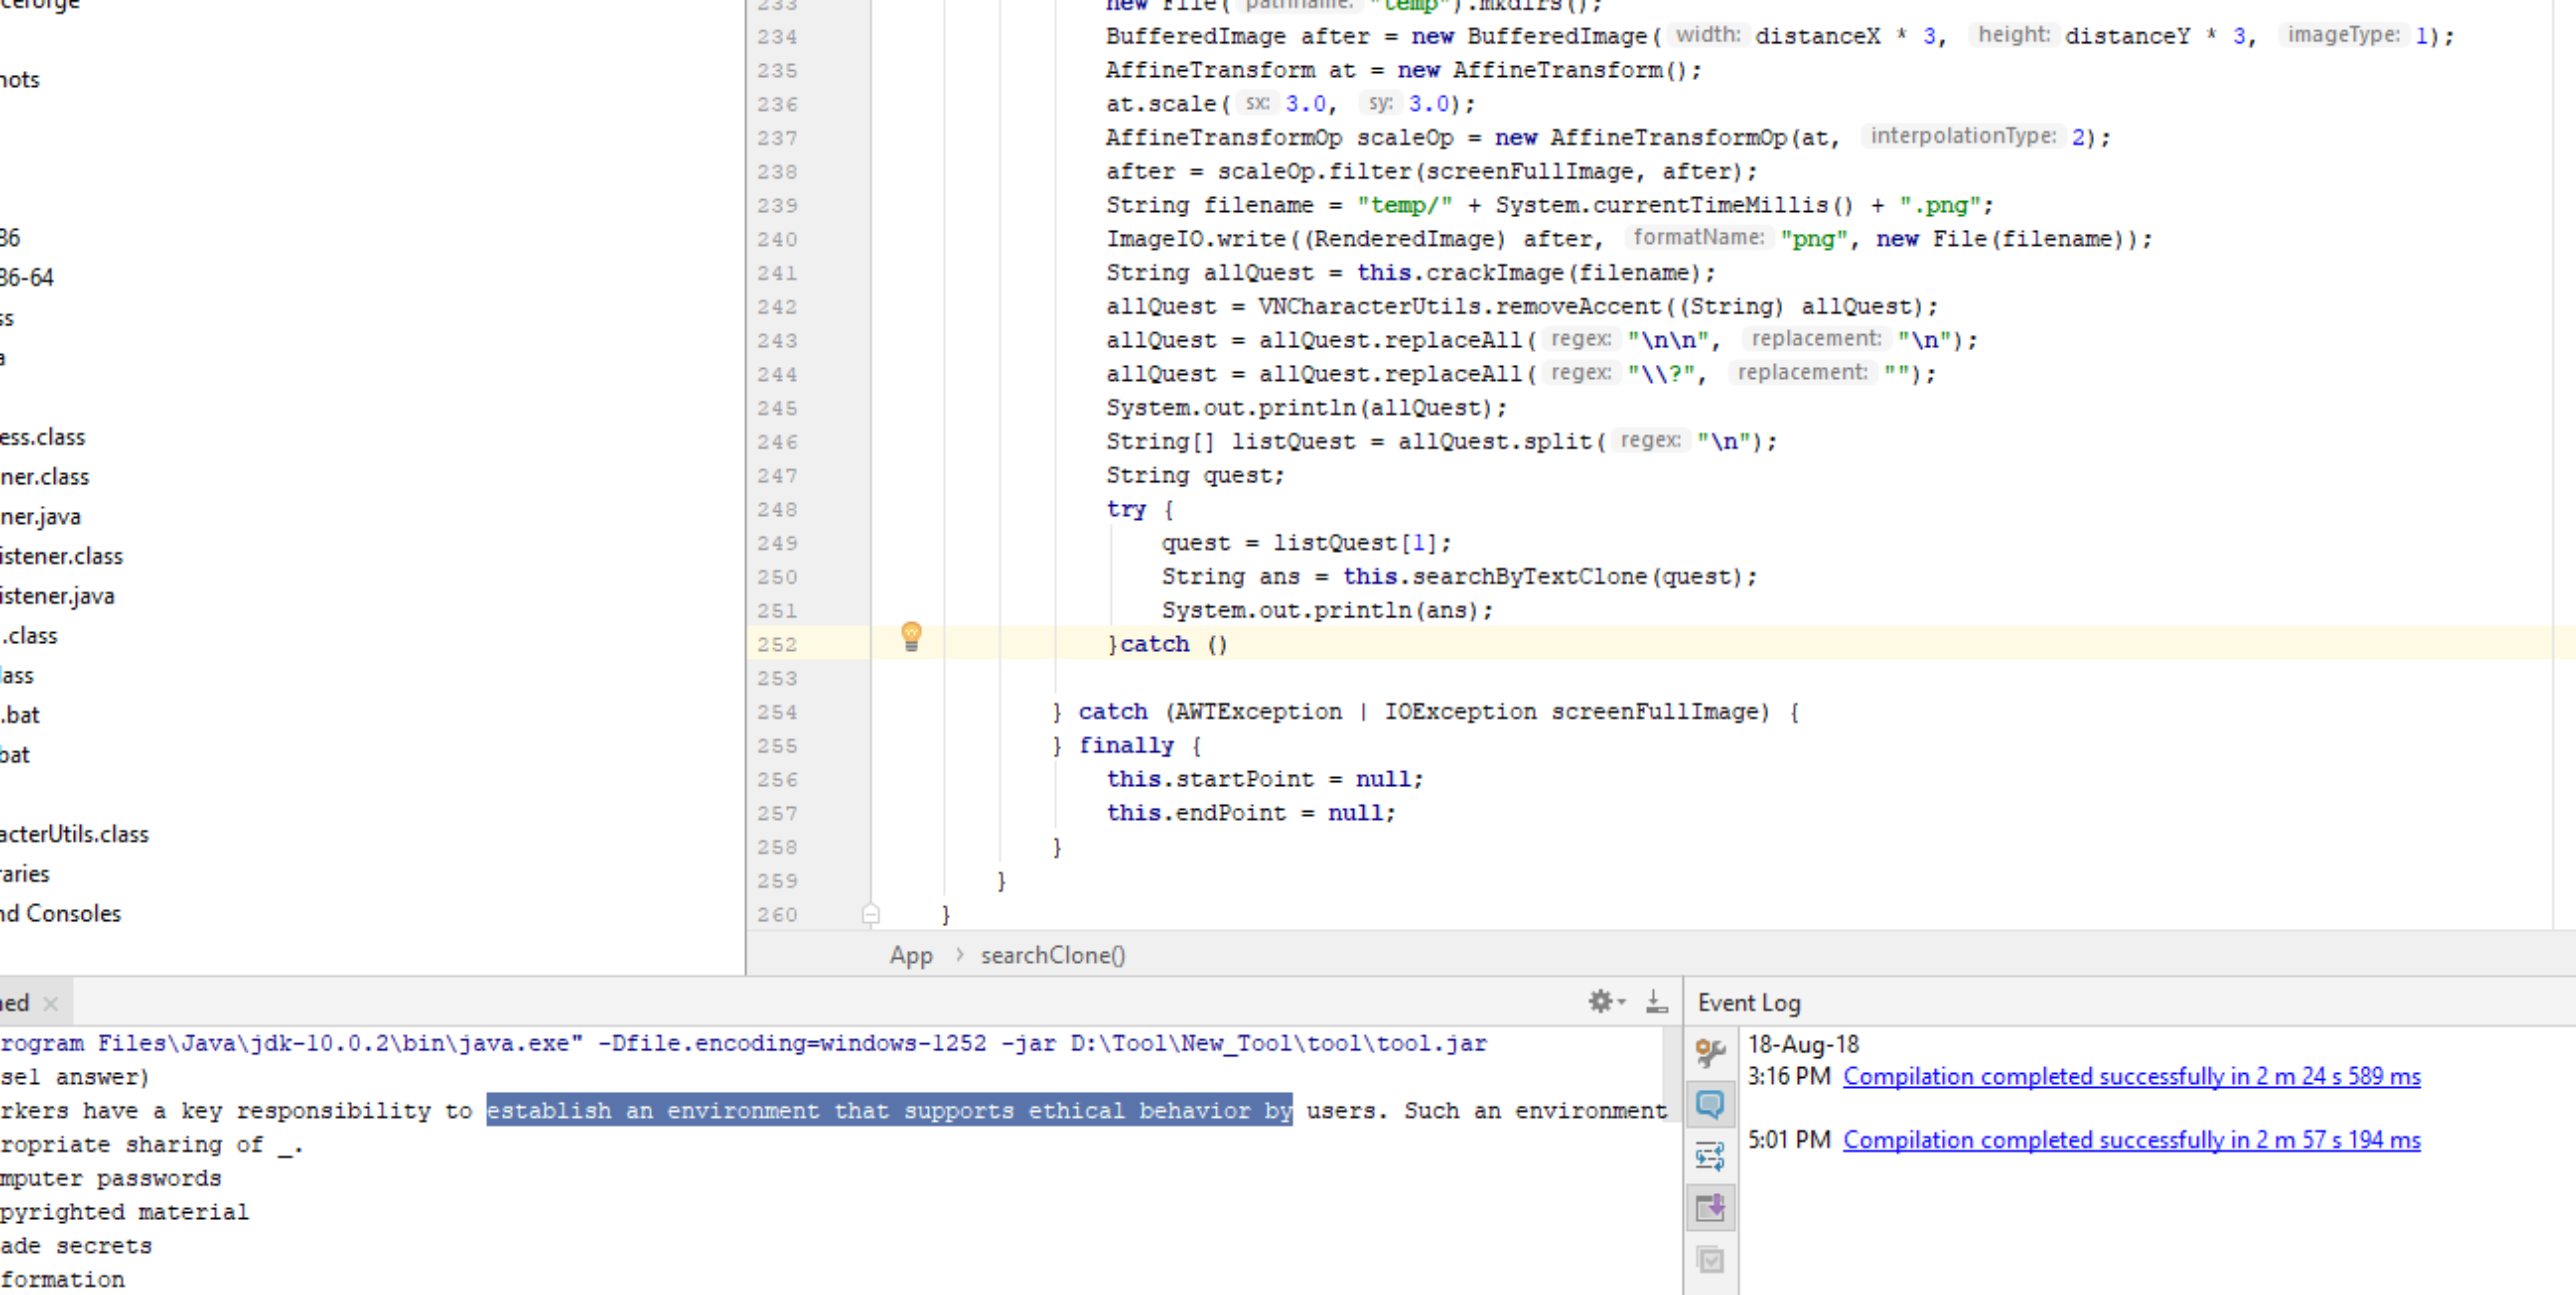 ceforge
nots
86
86-64
ss
a
ess.class
ner.class
ner.java
istener.class
istener.java
.class
lass
.bat
bat
acterUtils.class
raries
nd Consoles
233 new File( pathname: "temp").mkdirs();
234 BufferedImage after = new BufferedImage( width: distanceX * 3, height: distanceY * 3, imageType: 1);
235 AffineTransform at = new AffineTransform();
236 at.scale( sx: 3.0, sy: 3.0);
237 AffineTransformOp scaleOp = new AffineTransformOp(at, interpolationType: 2);
238 after = scaleOp.filter(screenFullImage, after);
239 String filename = "temp/" + System.currentTimeMillis() + ".png";
240 ImageIO.write((RenderedImage) after, formatName: "png", new File(filename));
241 String allQuest = this.crackImage(filename);
242 allQuest = VNCharacterUtils.removeAccent((String) allQuest);
243 allQuest = allQuest.replaceAll( regex: "\n\n", replacement: "\n");
244 allQuest = allQuest.replaceAll( regex: "\\?", replacement: "");
245 System.out.println(allQuest);
246 String[] listQuest = allQuest.split( regex: "\n");
247 String quest;
248 try {
249 quest = listQuest[1];
250 String ans = this.searchByTextClone(quest);
251 System.out.println(ans);
252 }catch ()
253
254 } catch (AWTException | IOException screenFullImage) {
255 } finally {
256 this.startPoint = null;
257 this.endPoint = null;
258 }
259 }
260 }
App › searchClone()
ned ×
rogram Files\Java\jdk-10.0.2\bin\java.exe" -Dfile.encoding=windows-1252 -jar D:\Tool\New_Tool\tool\tool.jar
sel answer)
rkers have a key responsibility to establish an environment that supports ethical behavior by users. Such an environment
ropriate sharing of _.
mputer passwords
pyrighted material
ade secrets
formation
Event Log
18-Aug-18
3:16 PM Compilation completed successfully in 2 m 24 s 589 ms
5:01 PM Compilation completed successfully in 2 m 57 s 194 ms